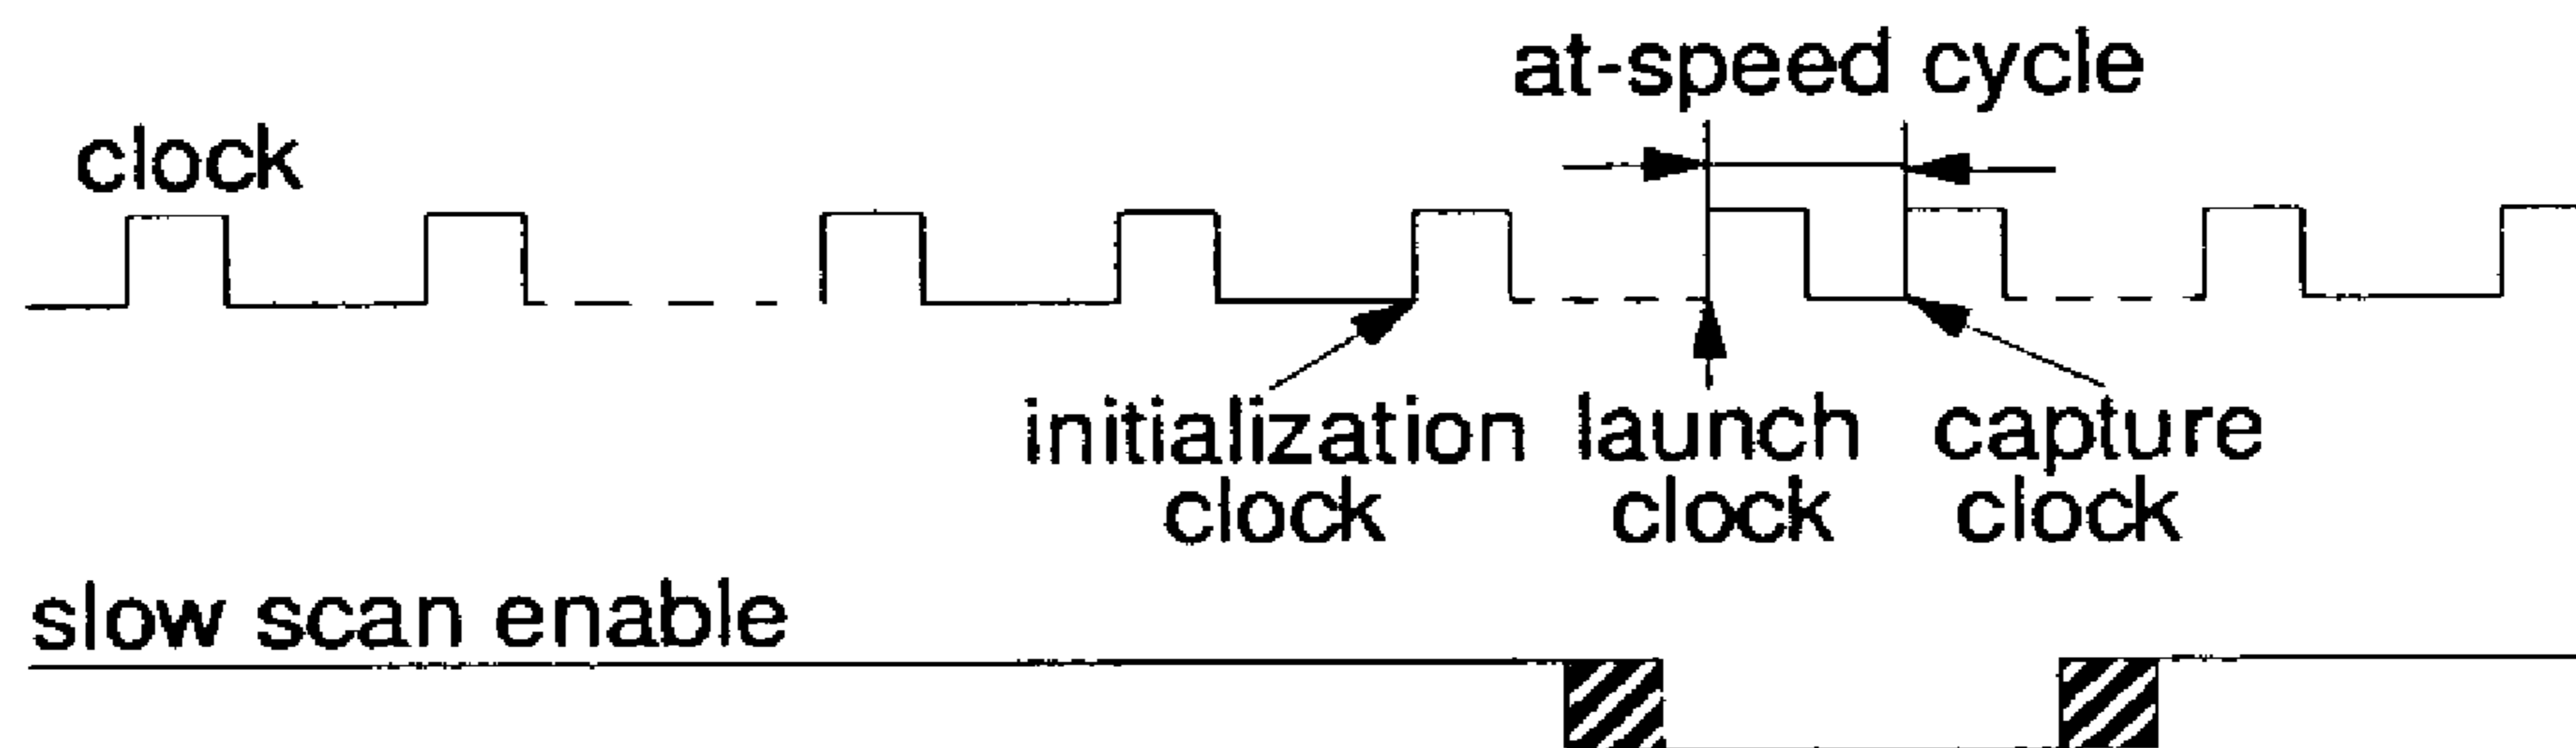 at-speed cycle
clock
initialization launch capture
clock clock clock
slow scan enable